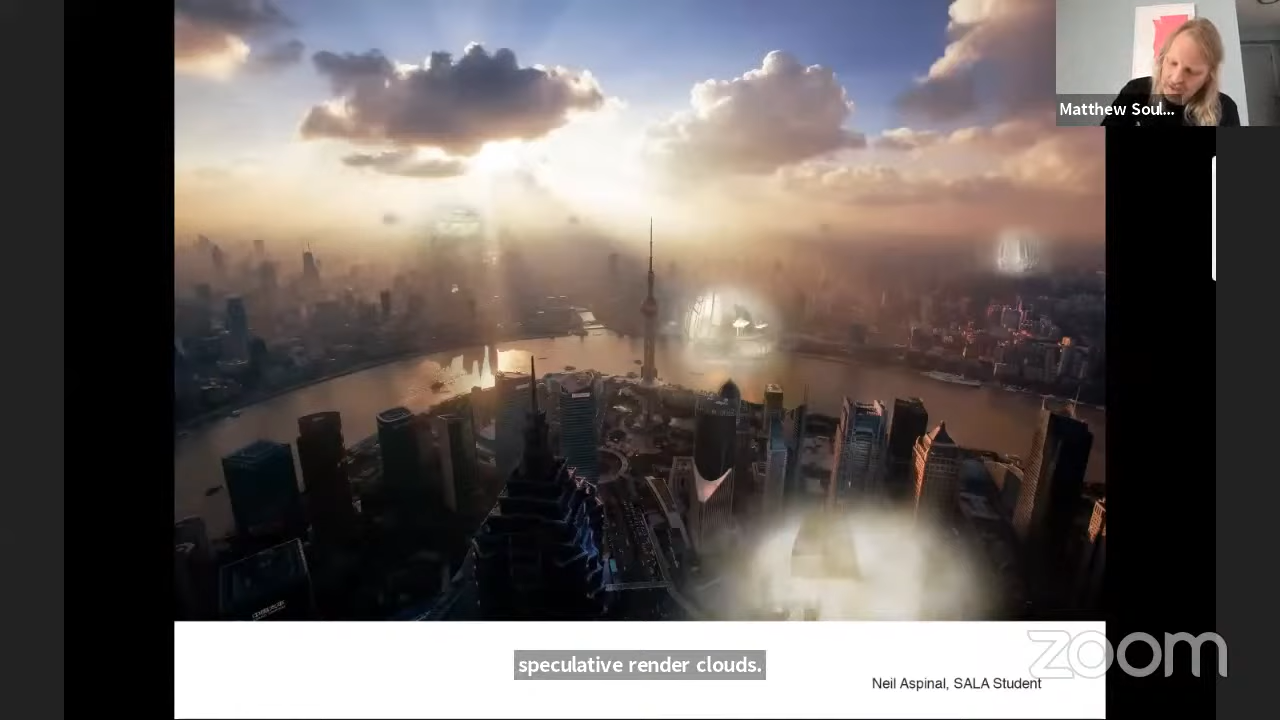 Matthew Soul...
speculative render clouds.
Neil Aspinal, SALA Student
zoom